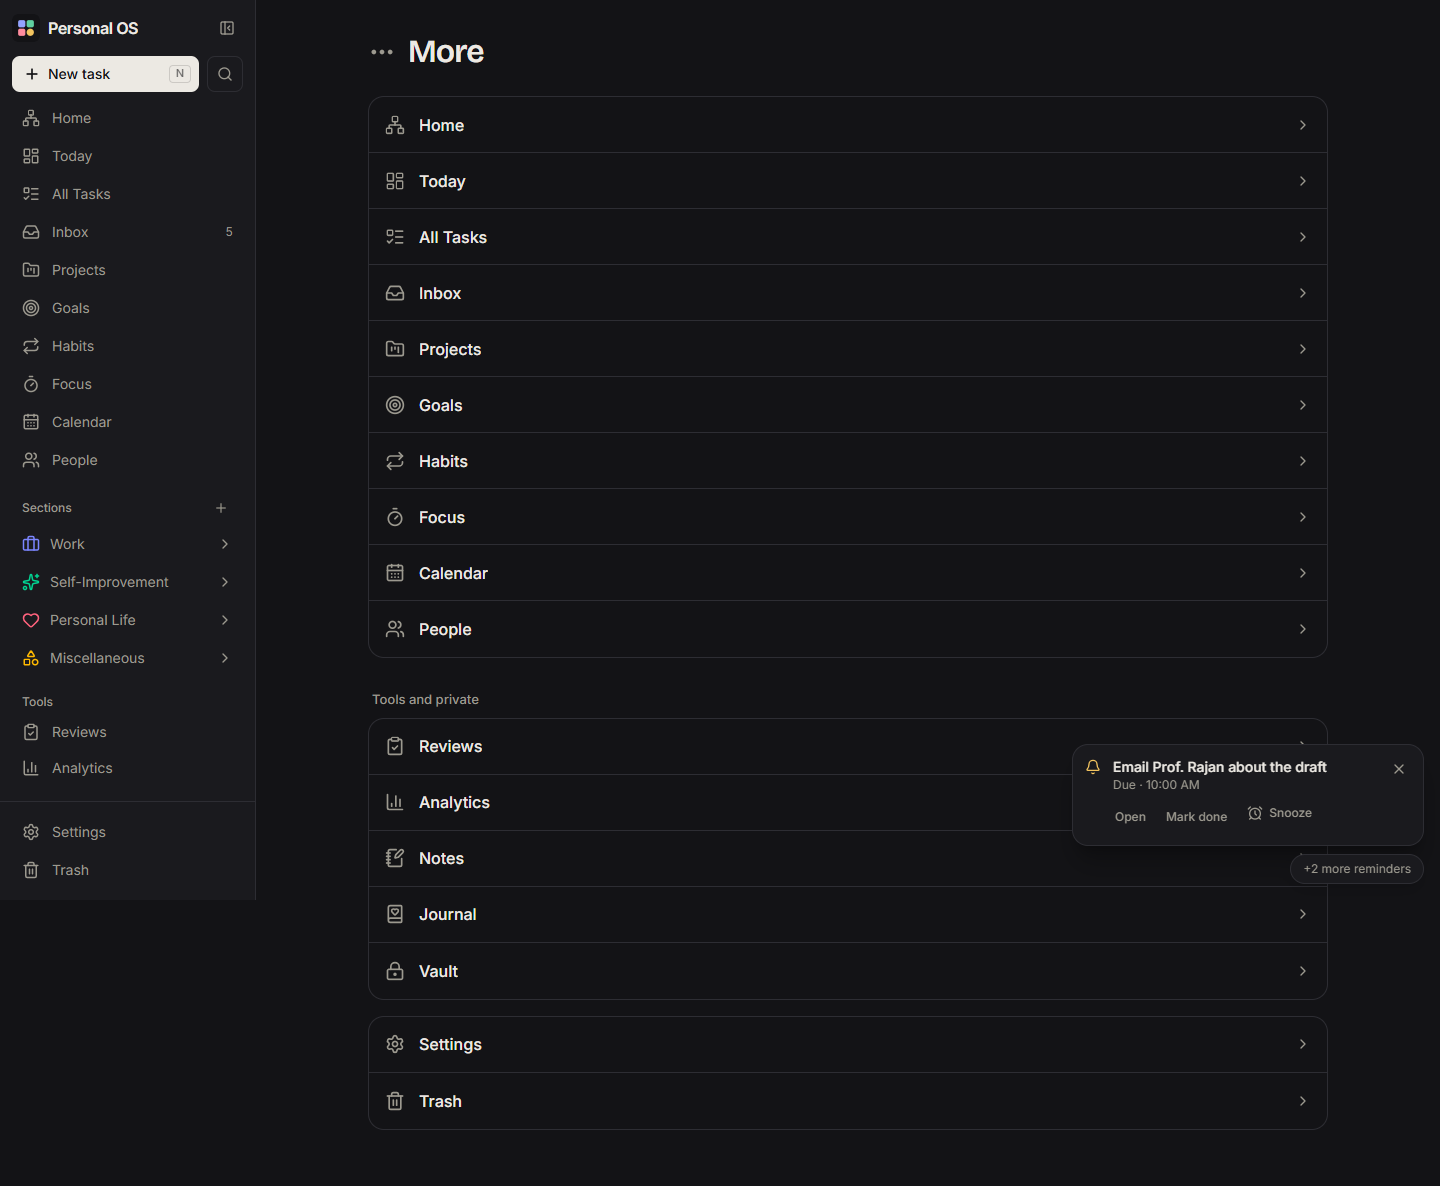 Personal OS
New task N
Home
Today
All Tasks
Inbox 5
Projects
Goals
Habits
Focus
Calendar
People
Sections
Work
Self-Improvement
Personal Life
Miscellaneous
Tools
Reviews
Analytics
Settings
Trash
More
Home
Today
All Tasks
Inbox
Projects
Goals
Habits
Focus
Calendar
People
Tools and private
Reviews
Analytics
Notes
Journal
Vault
Settings
Trash
Email Prof. Rajan about the draft
Due · 10:00 AM
Open Mark done Snooze
+2 more reminders